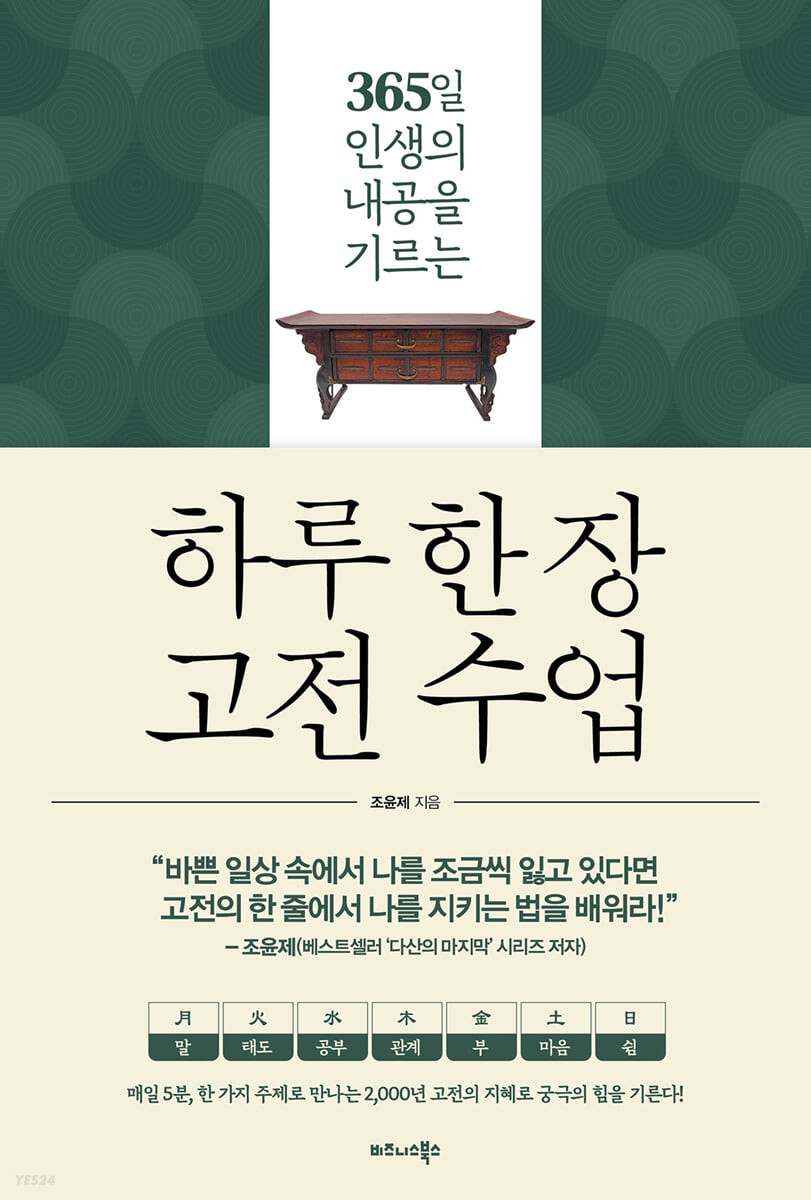 365일
인생의
내공을
기르는
하루 한 장
고전 수업
조윤제 지음
“바쁜 일상 속에서 나를 조금씩 잃고 있다면
고전의 한 줄에서 나를 지키는 법을 배워라!”
– 조윤제(베스트셀러 ‘다산의 마지막’ 시리즈 저자)
月 火 水 木 金 土 日
말 태도 공부 관계 부 마음 쉼
매일 5분, 한 가지 주제로 만나는 2,000년 고전의 지혜로 궁극의 힘을 기른다!
비즈니스북스
YES24